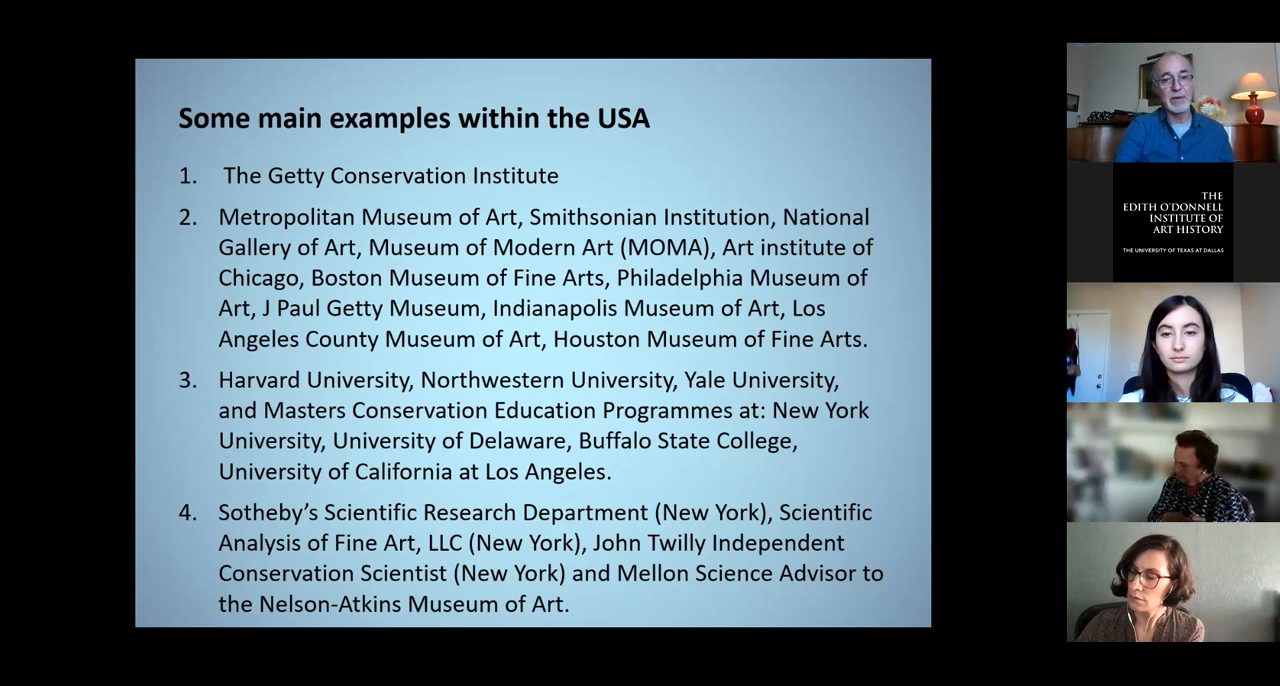 Some main examples within the USA
1. The Getty Conservation Institute
2. Metropolitan Museum of Art, Smithsonian Institution, National
Gallery of Art, Museum of Modern Art (MOMA), Art institute of
Chicago, Boston Museum of Fine Arts, Philadelphia Museum of
Art, J Paul Getty Museum, Indianapolis Museum of Art, Los
Angeles County Museum of Art, Houston Museum of Fine Arts.
3. Harvard University, Northwestern University, Yale University,
and Masters Conservation Education Programmes at: New York
University, University of Delaware, Buffalo State College,
University of California at Los Angeles.
4. Sotheby’s Scientific Research Department (New York), Scientific
Analysis of Fine Art, LLC (New York), John Twilly Independent
Conservation Scientist (New York) and Mellon Science Advisor to
the Nelson-Atkins Museum of Art.
THE
EDITH O'DONNELL
INSTITUTE OF
ART HISTORY
THE UNIVERSITY OF TEXAS AT DALLAS